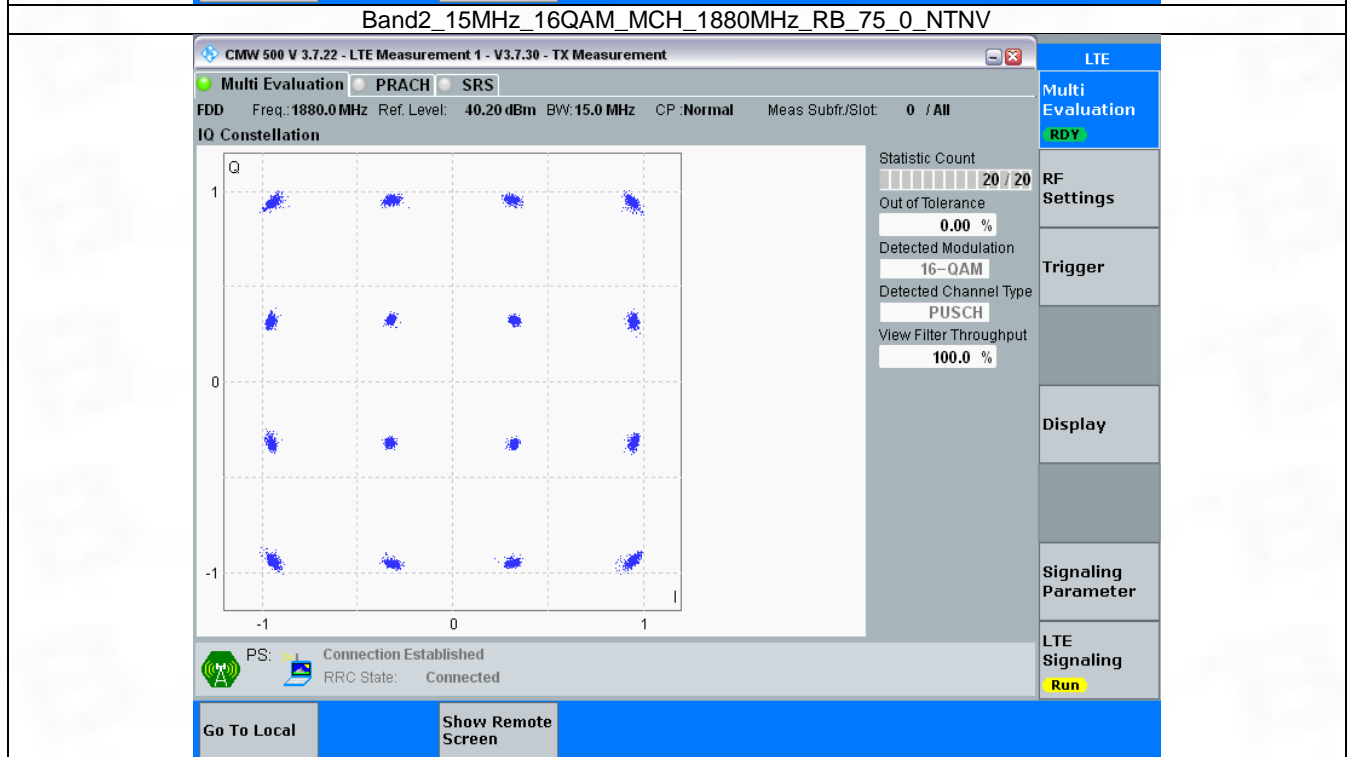 Band2_15MHz_16QAM_MCH_1880MHz_RB_75_0_NTNV
CMW 500 V 3.7.22 - LTE Measurement 1 - V3.7.30 - TX Measurement
LTE
Multi Evaluation PRACH SRS
Multi
Evaluation
RDY
FDD Freq.: 1880.0 MHz Ref. Level: 40.20 dBm BW: 15.0 MHz CP :Normal Meas Subfr./Slot: 0 / All
IQ Constellation
Q
1
0
-1
I
-1 0 1
Statistic Count
20 / 20
Out of Tolerance
0.00 %
Detected Modulation
16-QAM
Detected Channel Type
PUSCH
View Filter Throughput
100.0 %
RF
Settings
Trigger
Display
Signaling
Parameter
LTE
Signaling
Run
PS: Connection Established
RRC State: Connected
Go To Local
Show Remote
Screen